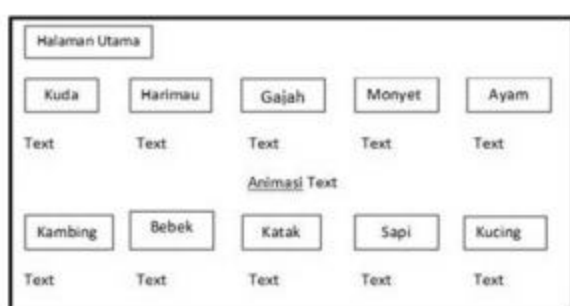 Halaman Utama
Kuda Harimau Gajah Monyet Ayam
Text Text Text Text Text
Animasi Text
Kambing Bebek Katak Sapi Kucing
Text Text Text Text Text